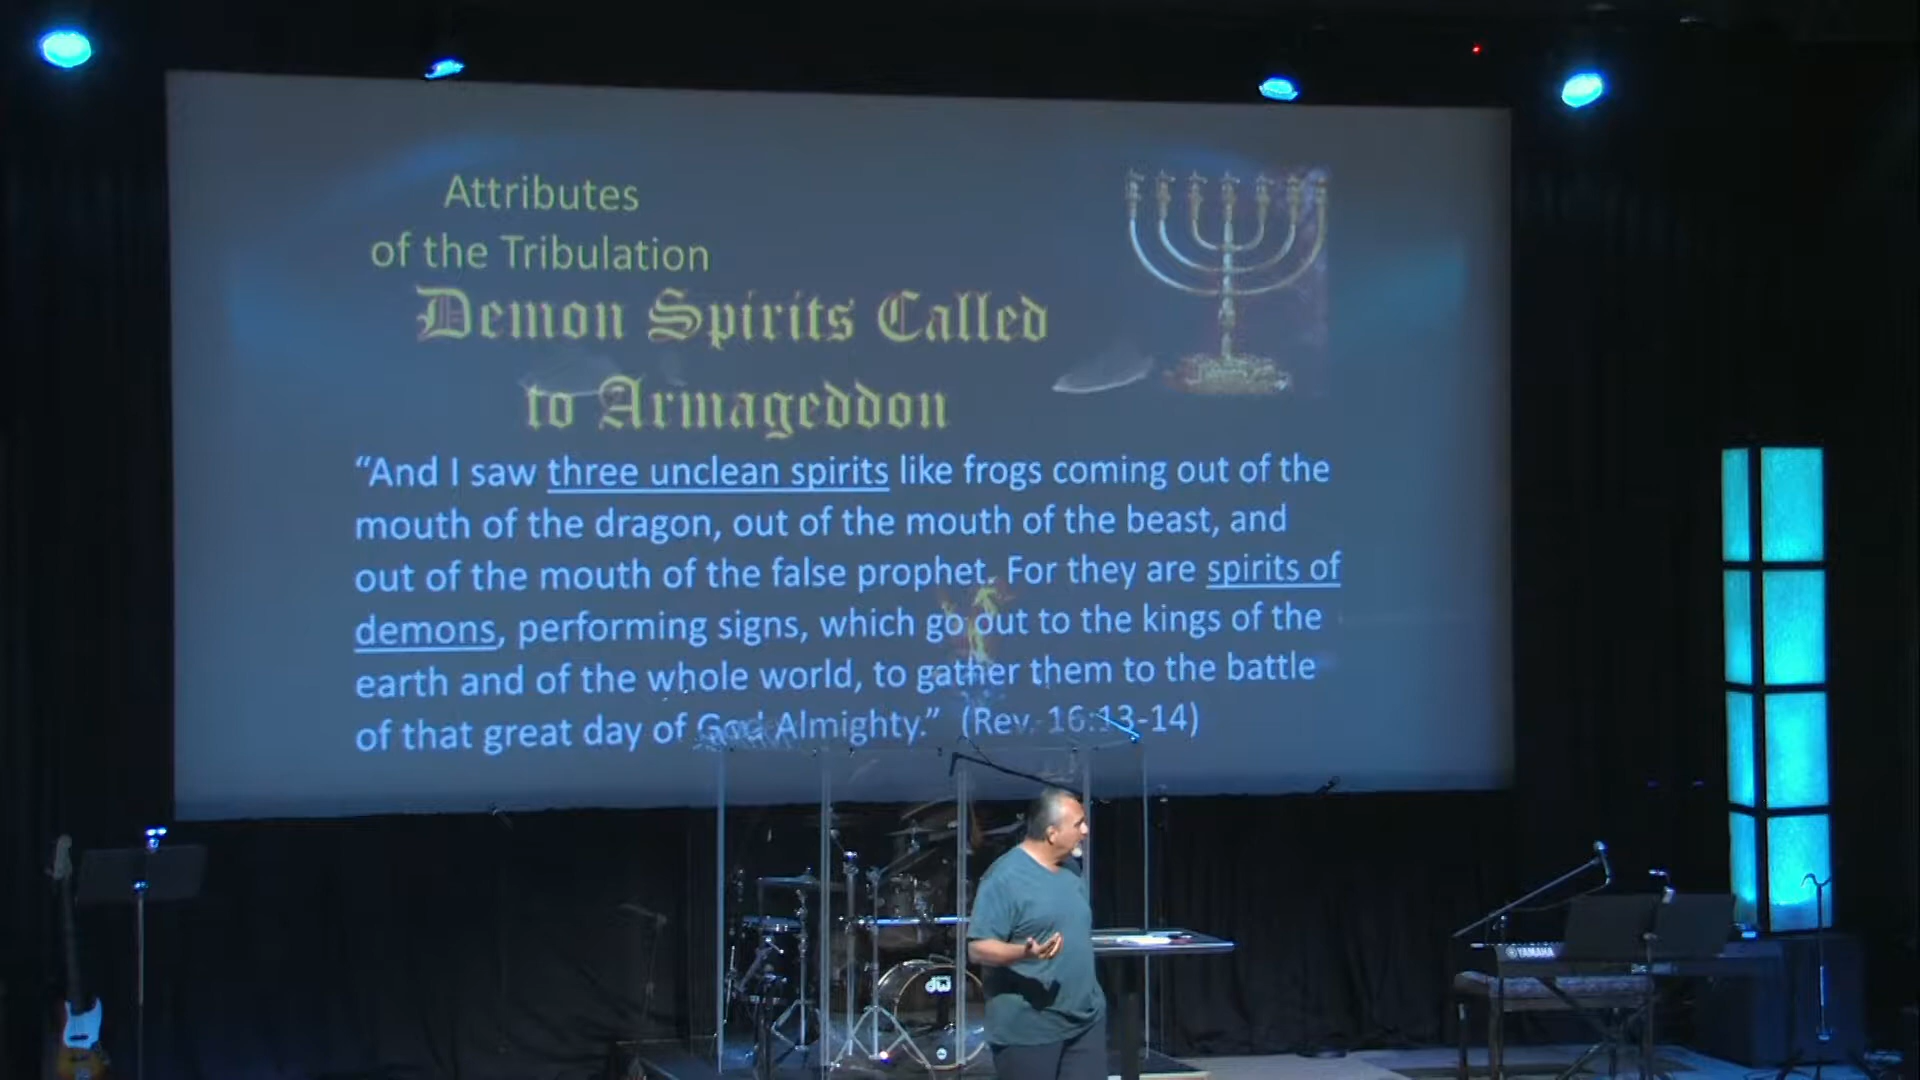 Attributes
of the Tribulation
Demon Spirits Called
to Armageddon
“And I saw three unclean spirits like frogs coming out of the
mouth of the dragon, out of the mouth of the beast, and
out of the mouth of the false prophet. For they are spirits of
demons, performing signs, which go out to the kings of the
earth and of the whole world, to gather them to the battle
of that great day of God Almighty.” (Rev. 16:13-14)
YAMAHA
dw